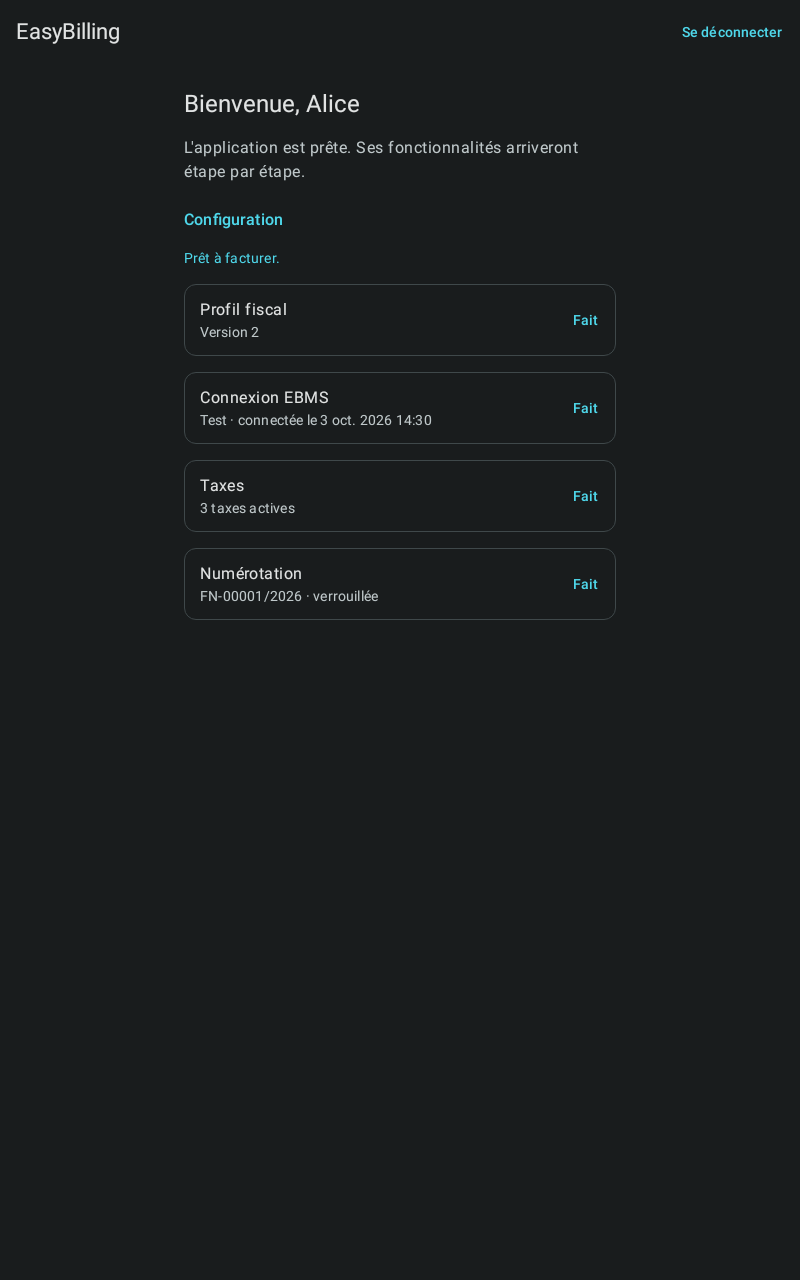 EasyBilling
Se déconnecter
Bienvenue, Alice
L'application est prête. Ses fonctionnalités arriveront
étape par étape.
Configuration
Prêt à facturer.
Profil fiscal
Version 2
Fait
Connexion EBMS
Test · connectée le 3 oct. 2026 14:30
Fait
Taxes
3 taxes actives
Fait
Numérotation
FN-00001/2026 · verrouillée
Fait